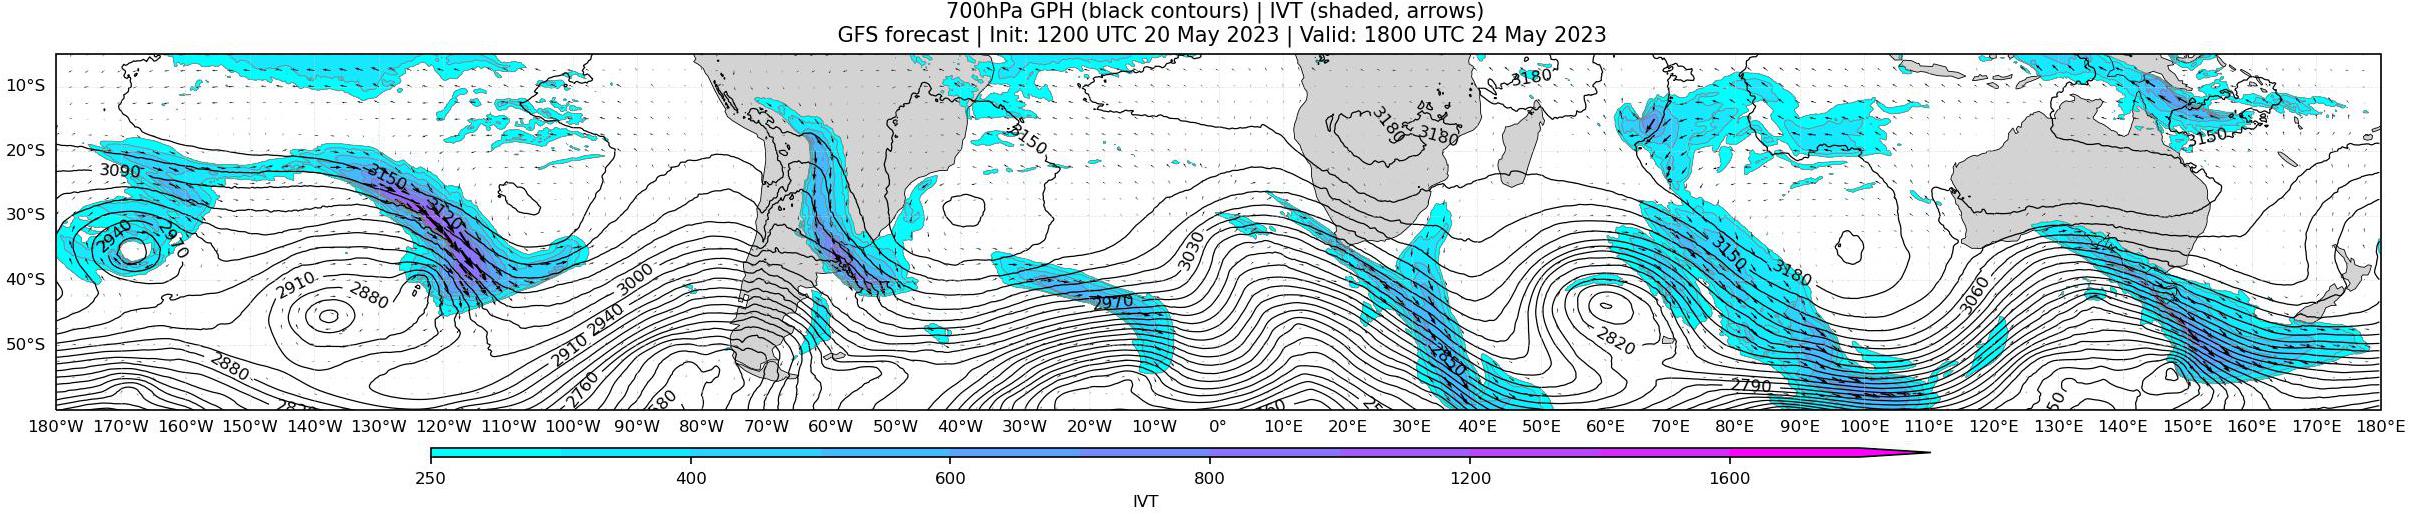 700hPa GPH (black contours) | IVT (shaded, arrows)
GFS forecast | Init: 1200 UTC 20 May 2023 | Valid: 1800 UTC 24 May 2023
10°S
20°S
30°S
40°S
50°S
3090
2940
2970
3150
3120
2910
2880
2880
3000
2940
2910
2760
3150
3030
2970
3180
3180
3180
2850
2820
3150
3180
2790
3060
3150
180°W 170°W 160°W 150°W 140°W 130°W 120°W 110°W 100°W 90°W 80°W 70°W 60°W 50°W 40°W 30°W 20°W 10°W 0° 10°E 20°E 30°E 40°E 50°E 60°E 70°E 80°E 90°E 100°E 110°E 120°E 130°E 140°E 150°E 160°E 170°E 180°E
250 400 600 800 1200 1600
IVT